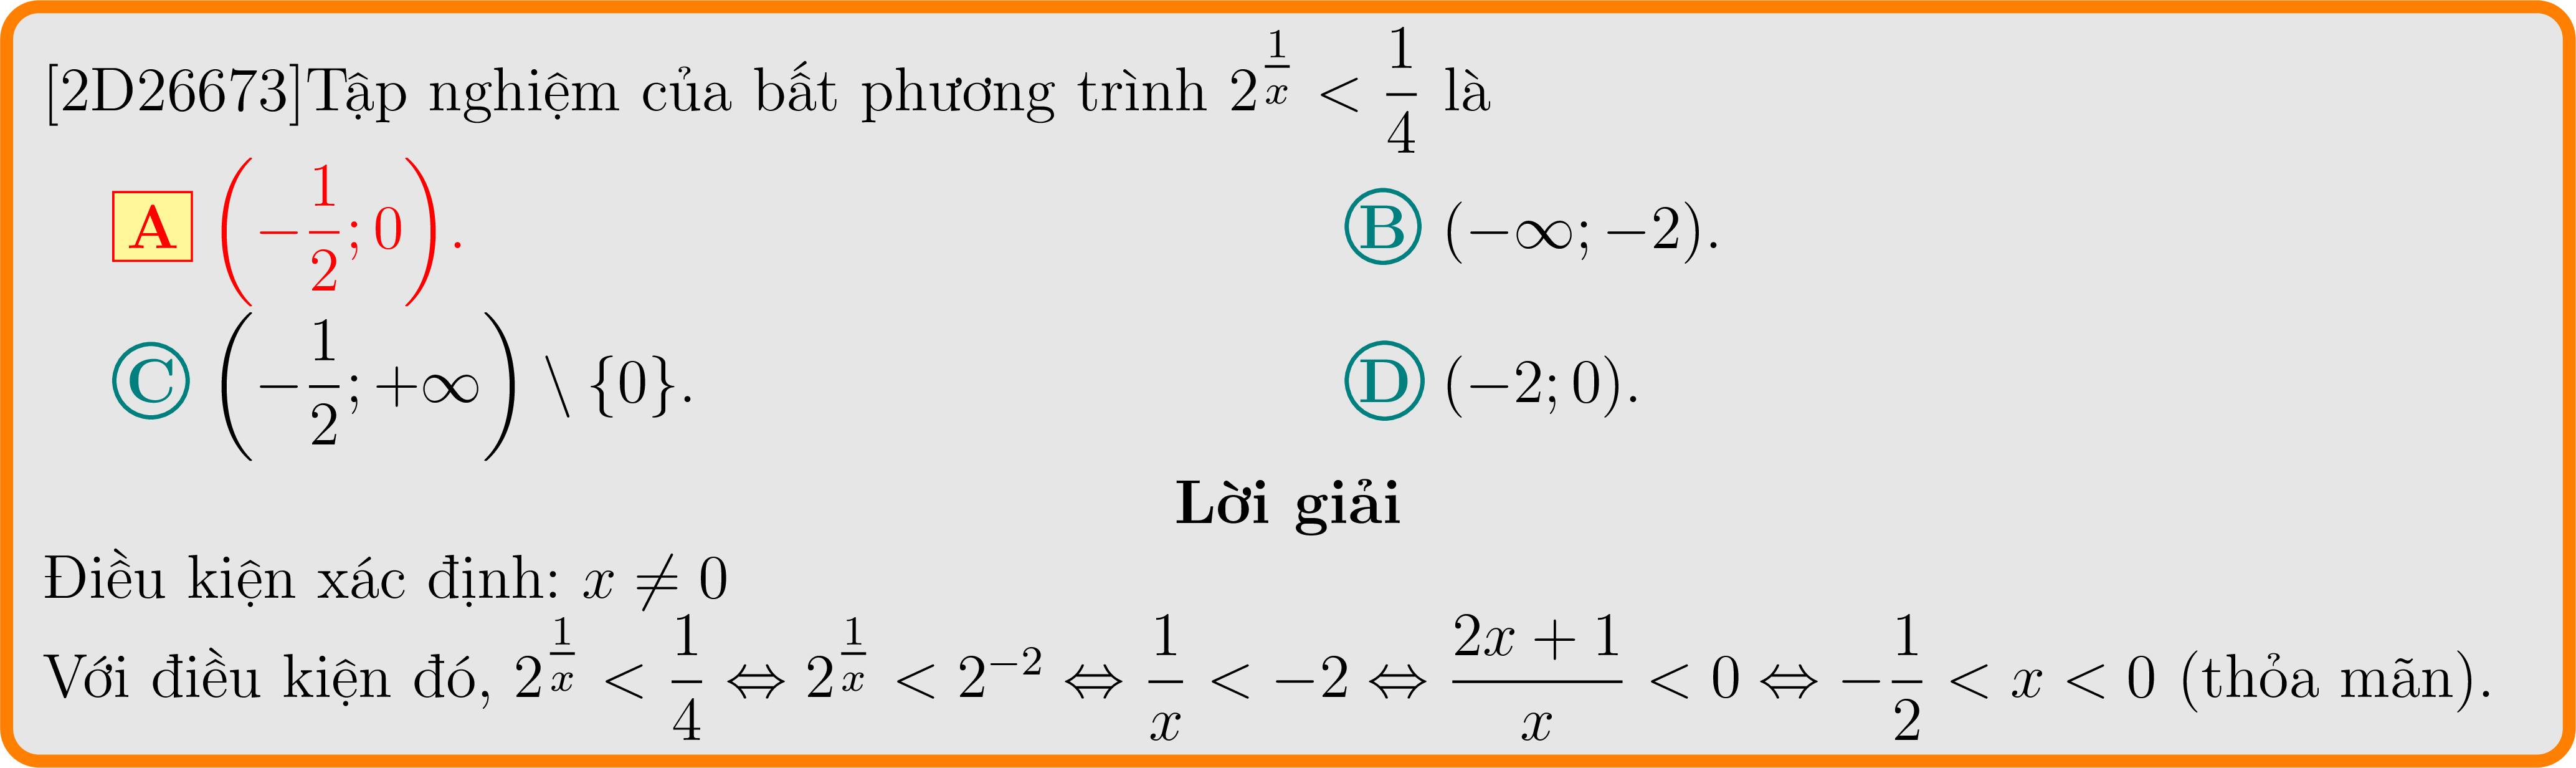 [2D26673]Tập nghiệm của bất phương trình $2^{\frac{1}{x}} < \frac{1}{4}$ là
A $\left(-\frac{1}{2}; 0\right)$. B $(-\infty; -2)$.
C $\left(-\frac{1}{2}; +\infty\right) \setminus \{0\}$. D $(-2; 0)$.
Lời giải
Điều kiện xác định: $x \neq 0$
Với điều kiện đó, $2^{\frac{1}{x}} < \frac{1}{4} \Leftrightarrow 2^{\frac{1}{x}} < 2^{-2} \Leftrightarrow \frac{1}{x} < -2 \Leftrightarrow \frac{2x+1}{x} < 0 \Leftrightarrow -\frac{1}{2} < x < 0$ (thỏa mãn).